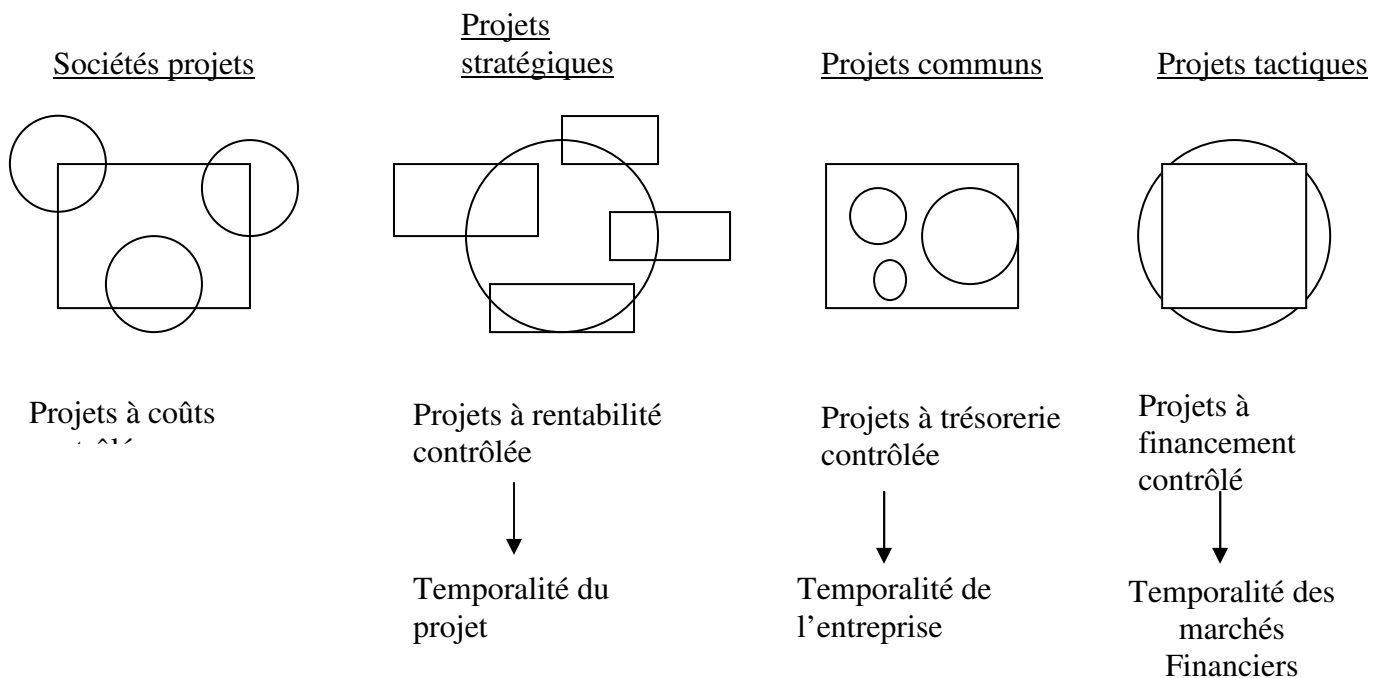 Sociétés projets
Projets
stratégiques
Projets communs
Projets tactiques
Projets à coûts
Projets à rentabilité
contrôlée
Projets à trésorerie
contrôlée
Projets à
financement
contrôlé
Temporalité du
projet
Temporalité de
l’entreprise
Temporalité des
marchés
Financiers